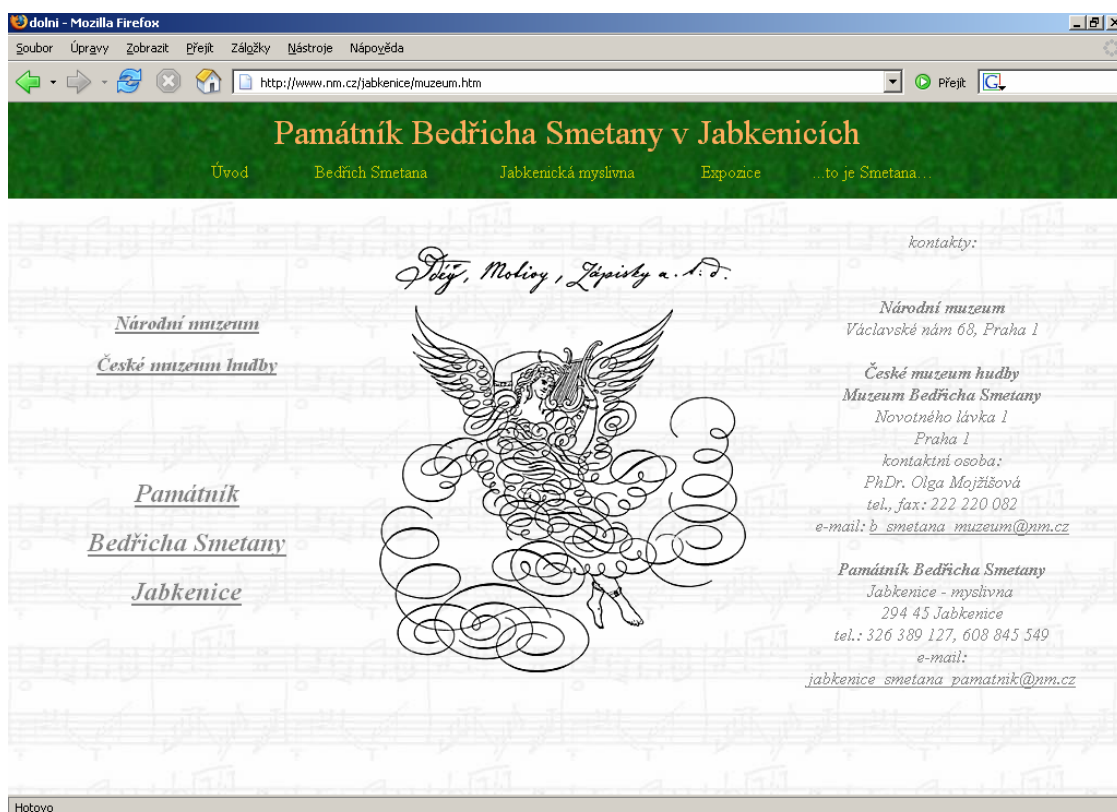 dolni - Mozilla Firefox
Soubor Úpravy Zobrazit Přejít Záložky Nástroje Nápověda
http://www.nm.cz/jabkenice/muzeum.htm Přejít G
Památník Bedřicha Smetany v Jabkenicích
Úvod Bedřich Smetana Jabkenická myslivna Expozice ...to je Smetana...
Národní muzeum
České muzeum hudby
Památník
Bedřicha Smetany
Jabkenice
Motivy, Zápisky a. t. d.
kontakty:
Národní muzeum
Václavské nám 68, Praha 1
České muzeum hudby
Muzeum Bedřicha Smetany
Novotného lávka 1
Praha 1
kontaktní osoba:
PhDr. Olga Mojžíšová
tel., fax: 222 220 082
e-mail: b_smetana_muzeum@nm.cz
Památník Bedřicha Smetany
Jabkenice - myslivna
294 45 Jabkenice
tel.: 326 389 127, 608 845 549
e-mail:
jabkenice_smetana_pamatnik@nm.cz
Hotovo